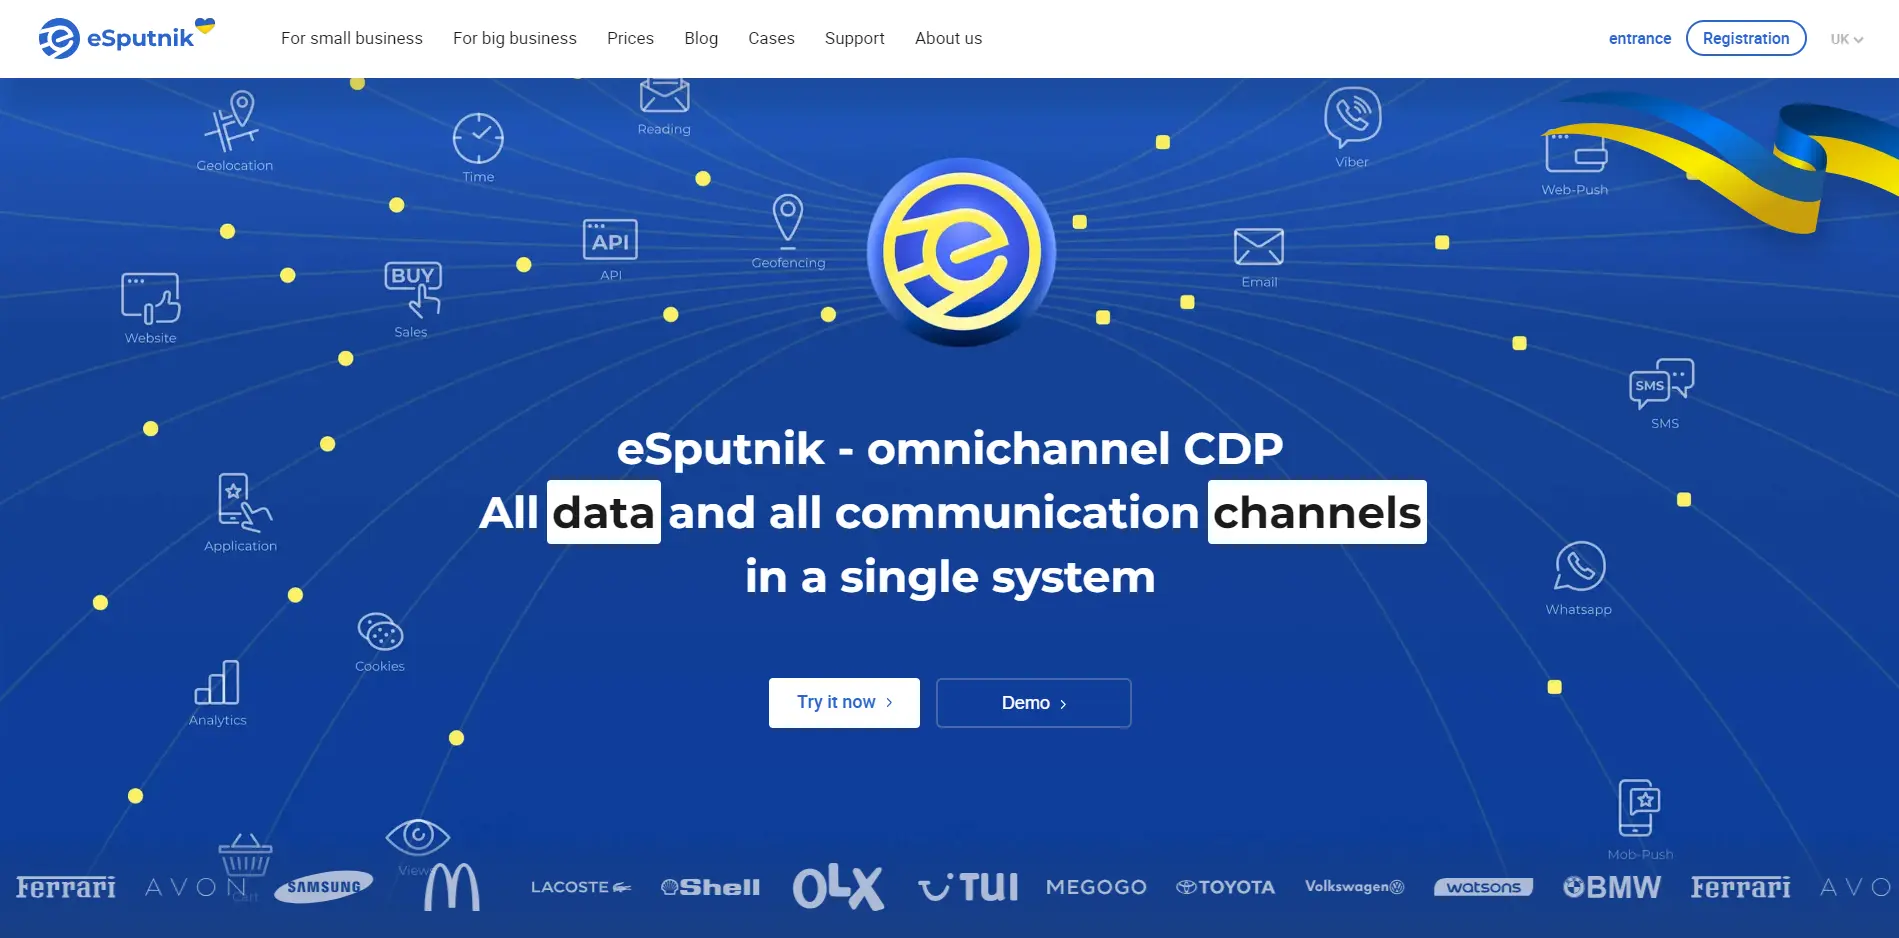 eSputnik
For small business
For big business
Prices
Blog
Cases
Support
About us
entrance
Registration
UK
Reading
Geolocation
Time
Viber
Web-Push
API
API
Geofencing
Email
BUY
Sales
Website
SMS
SMS
eSputnik - omnichannel CDP
All data and all communication channels
in a single system
Application
Whatsapp
Cookies
Analytics
Try it now
Demo
Mob-Push
Views
Cart
Ferrari
AVON
SAMSUNG
LACOSTE
Shell
OLX
TUI
MEGOGO
TOYOTA
Volkswagen
watsons
BMW
Ferrari
AVO